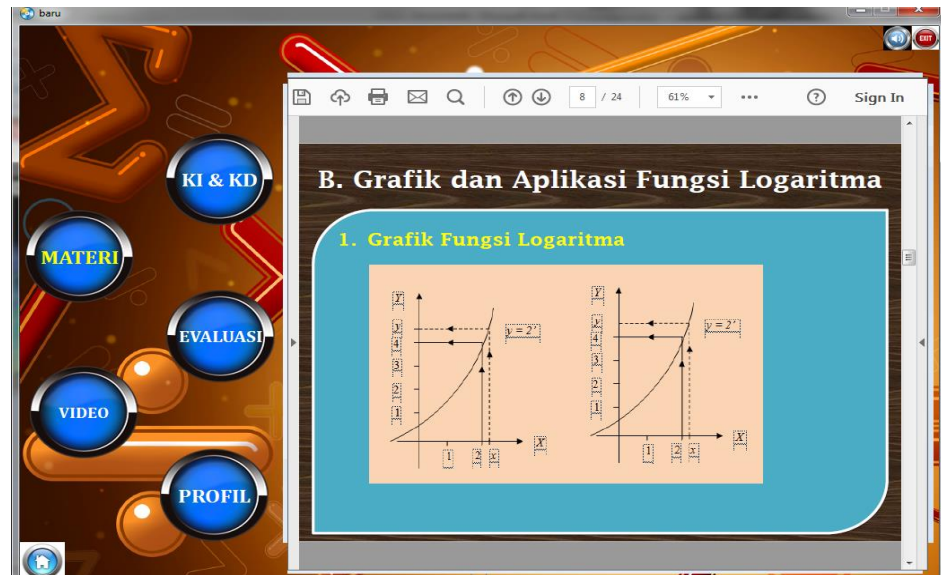 baru
EXIT
8 / 24
61%
Sign In
KI & KD
MATERI
EVALUASI
VIDEO
PROFIL
B. Grafik dan Aplikasi Fungsi Logaritma
1. Grafik Fungsi Logaritma
Y
y
4
3
2
1
y = 2ˣ
X
1
2
x
Y
y
4
3
2
1
y = 2ˣ
X
1
2
x